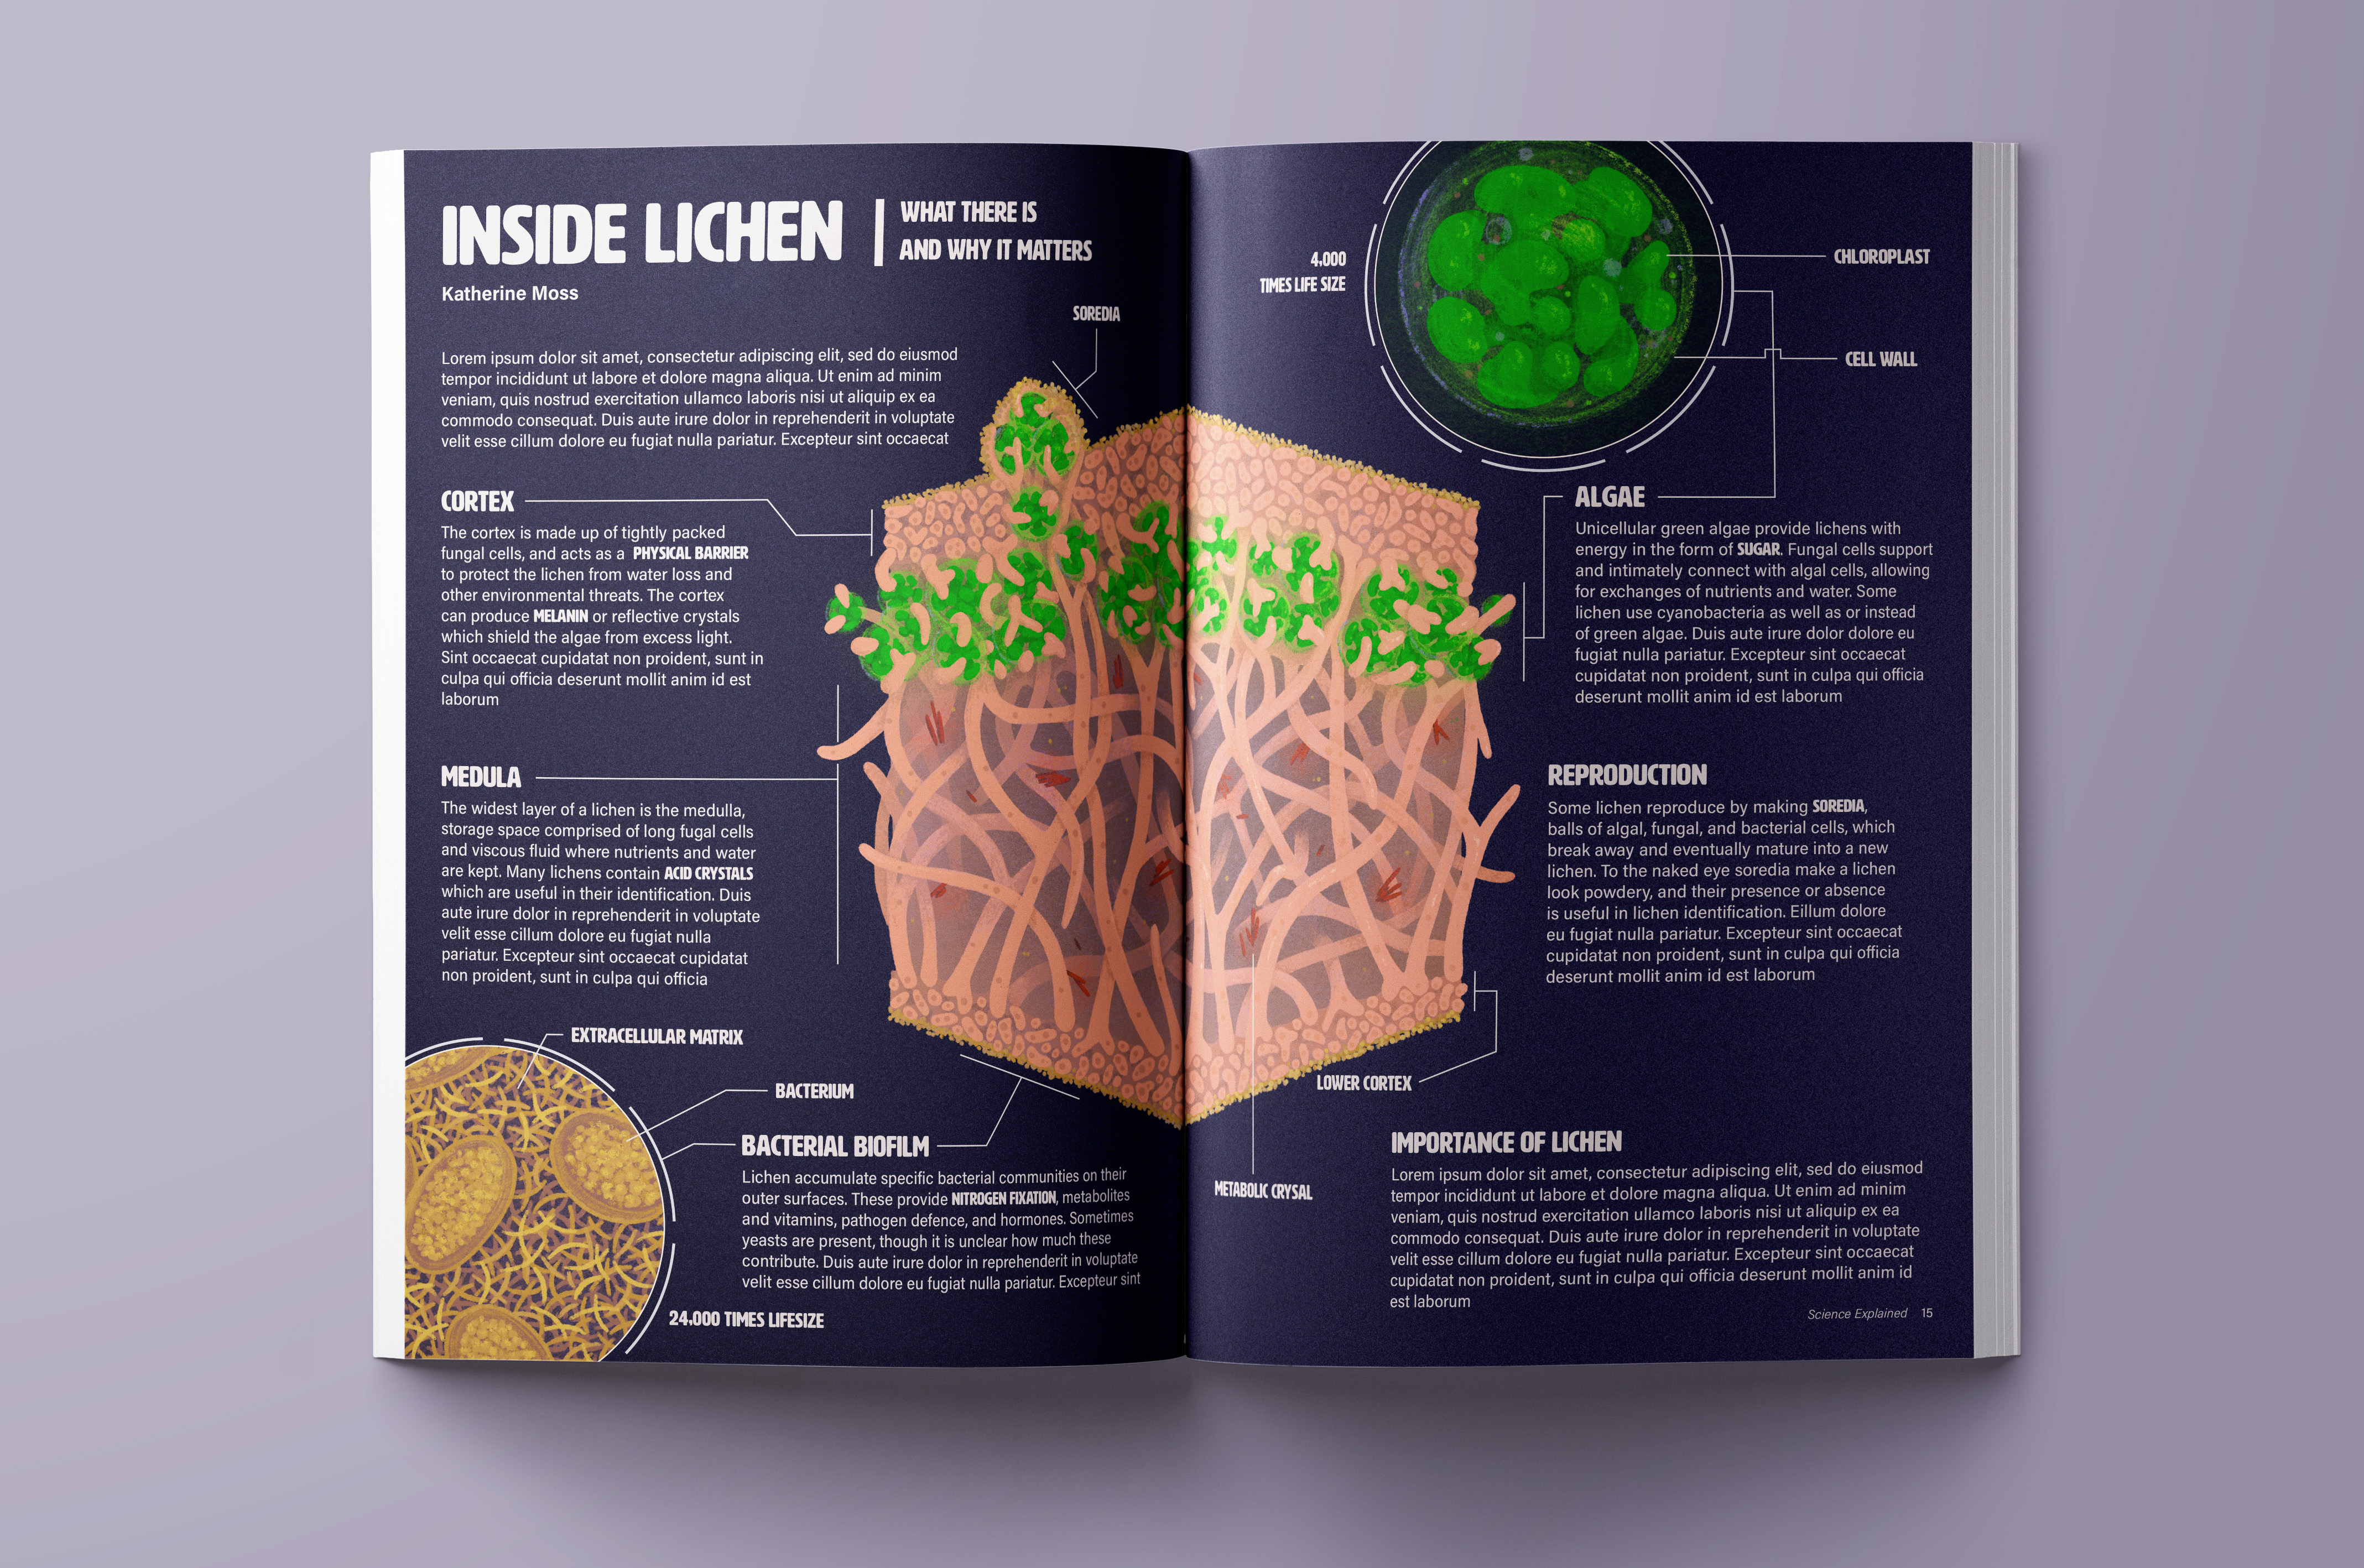 INSIDE LICHEN
WHAT THERE IS
AND WHY IT MATTERS
Katherine Moss
SOREDIA
Lorem ipsum dolor sit amet, consectetur adipiscing elit, sed do eiusmod
tempor incididunt ut labore et dolore magna aliqua. Ut enim ad minim
veniam, quis nostrud exercitation ullamco laboris nisi ut aliquip ex ea
commodo consequat. Duis aute irure dolor in reprehenderit in voluptate
velit esse cillum dolore eu fugiat nulla pariatur. Excepteur sint occaecat
CORTEX
The cortex is made up of tightly packed
fungal cells, and acts as a PHYSICAL BARRIER
to protect the lichen from water loss and
other environmental threats. The cortex
can produce MELANIN or reflective crystals
which shield the algae from excess light.
Sint occaecat cupidatat non proident, sunt in
culpa qui officia deserunt mollit anim id est
laborum
MEDULA
The widest layer of a lichen is the medulla,
storage space comprised of long fugal cells
and viscous fluid where nutrients and water
are kept. Many lichens contain ACID CRYSTALS
which are useful in their identification. Duis
aute irure dolor in reprehenderit in voluptate
velit esse cillum dolore eu fugiat nulla
pariatur. Excepteur sint occaecat cupidatat
non proident, sunt in culpa qui officia
EXTRACELLULAR MATRIX
BACTERIUM
BACTERIAL BIOFILM
Lichen accumulate specific bacterial communities on their
outer surfaces. These provide NITROGEN FIXATION, metabolites
and vitamins, pathogen defence, and hormones. Sometimes
yeasts are present, though it is unclear how much these
contribute. Duis aute irure dolor in reprehenderit in voluptate
velit esse cillum dolore eu fugiat nulla pariatur. Excepteur sint
24,000 TIMES LIFESIZE
4,000
TIMES LIFE SIZE
CHLOROPLAST
CELL WALL
ALGAE
Unicellular green algae provide lichens with
energy in the form of SUGAR. Fungal cells support
and intimately connect with algal cells, allowing
for exchanges of nutrients and water. Some
lichen use cyanobacteria as well as or instead
of green algae. Duis aute irure dolor dolore eu
fugiat nulla pariatur. Excepteur sint occaecat
cupidatat non proident, sunt in culpa qui officia
deserunt mollit anim id est laborum
REPRODUCTION
Some lichen reproduce by making SOREDIA,
balls of algal, fungal, and bacterial cells, which
break away and eventually mature into a new
lichen. To the naked eye soredia make a lichen
look powdery, and their presence or absence
is useful in lichen identification. Eillum dolore
eu fugiat nulla pariatur. Excepteur sint occaecat
cupidatat non proident, sunt in culpa qui officia
deserunt mollit anim id est laborum
LOWER CORTEX
METABOLIC CRYSAL
IMPORTANCE OF LICHEN
Lorem ipsum dolor sit amet, consectetur adipiscing elit, sed do eiusmod
tempor incididunt ut labore et dolore magna aliqua. Ut enim ad minim
veniam, quis nostrud exercitation ullamco laboris nisi ut aliquip ex ea
commodo consequat. Duis aute irure dolor in reprehenderit in voluptate
velit esse cillum dolore eu fugiat nulla pariatur. Excepteur sint occaecat
cupidatat non proident, sunt in culpa qui officia deserunt mollit anim id
est laborum
Science Explained 15